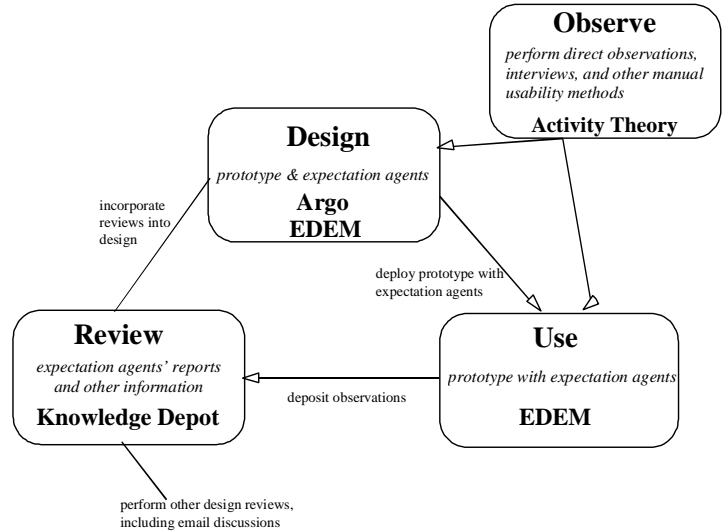 Observe
perform direct observations,
interviews, and other manual
usability methods
Activity Theory
Design
prototype & expectation agents
Argo
EDEM
incorporate
reviews into
design
deploy prototype with
expectation agents
Review
expectation agents' reports
and other information
Knowledge Depot
Use
prototype with expectation agents
EDEM
deposit observations
perform other design reviews,
including email discussions